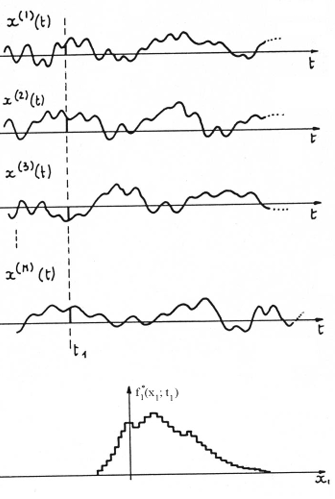 x⁽¹⁾(t)
t
x⁽²⁾(t)
t
x⁽³⁾(t)
t
x⁽ᴹ⁾(t)
t
t₁
f₁*(x₁; t₁)
x₁